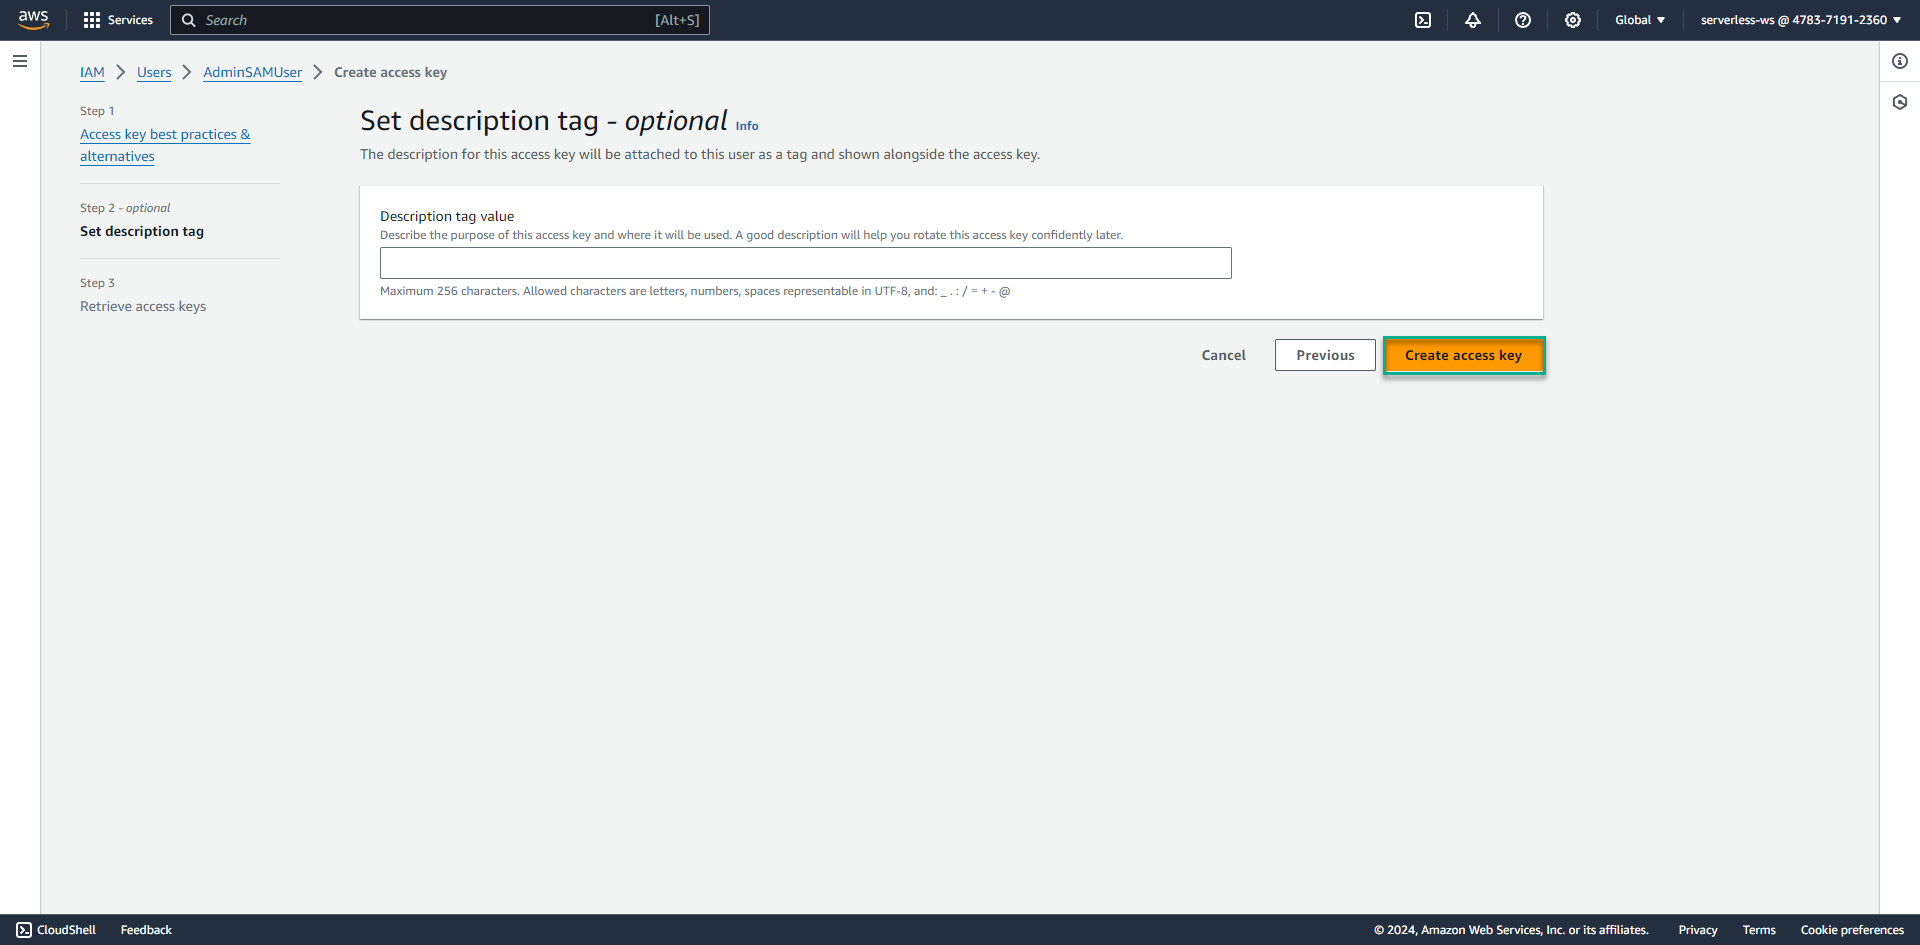 aws
Services
Search
[Alt+S]
Global
serverless-ws @ 4783-7191-2360
IAM
Users
AdminSAMUser
Create access key
Step 1
Access key best practices &
alternatives
Step 2 - optional
Set description tag
Step 3
Retrieve access keys
Set description tag - optional Info
The description for this access key will be attached to this user as a tag and shown alongside the access key.
Description tag value
Describe the purpose of this access key and where it will be used. A good description will help you rotate this access key confidently later.
Maximum 256 characters. Allowed characters are letters, numbers, spaces representable in UTF-8, and: _ . : / = + - @
Cancel
Previous
Create access key
CloudShell
Feedback
© 2024, Amazon Web Services, Inc. or its affiliates.
Privacy
Terms
Cookie preferences